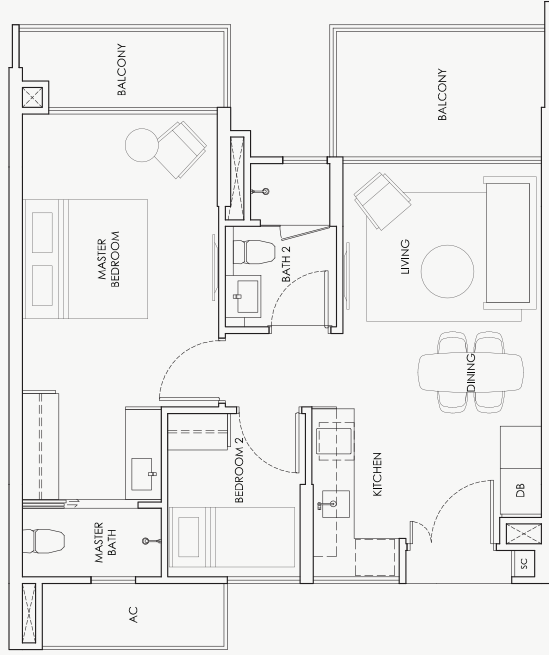 BALCONY
BALCONY
MASTER
BEDROOM
BATH 2
LIVING
DINING
BEDROOM 2
KITCHEN
DB
MASTER
BATH
SC
AC